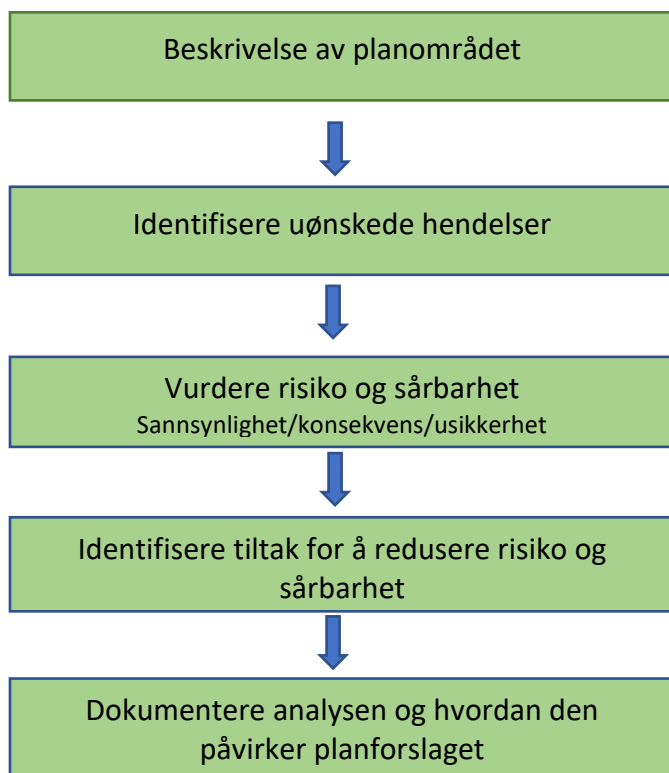 Beskrivelse av planområdet
Identifisere uønskede hendelser
Vurdere risiko og sårbarhet
Sannsynlighet/konsekvens/usikkerhet
Identifisere tiltak for å redusere risiko og
sårbarhet
Dokumentere analysen og hvordan den
påvirker planforslaget